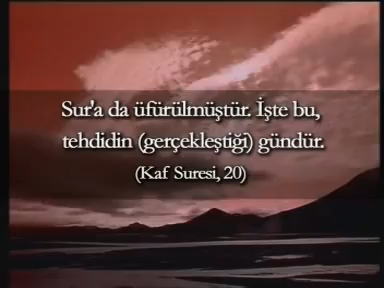 Sur'a da üfürülmüştür. İşte bu,
tehdidin (gerçekleştiği) gündür.
(Kaf Suresi, 20)